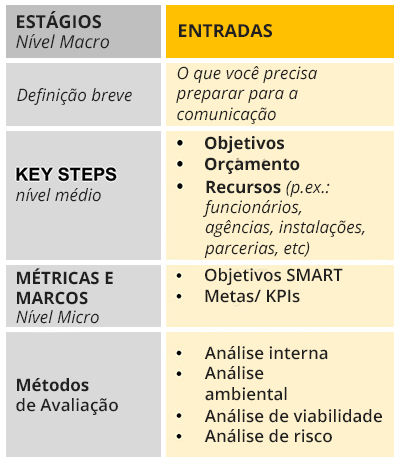 ESTÁGIOS
Nível Macro
ENTRADAS
Definição breve
O que você precisa
preparar para a
comunicação
KEY STEPS
nível médio
• Objetivos
• Orçamento
• Recursos (p.ex.:
funcionários,
agências, instalações,
parcerias, etc)
MÉTRICAS E
MARCOS
Nível Micro
• Objetivos SMART
• Metas/ KPIs
Métodos
de Avaliação
• Análise interna
• Análise
ambiental
• Análise de viabilidade
• Análise de risco